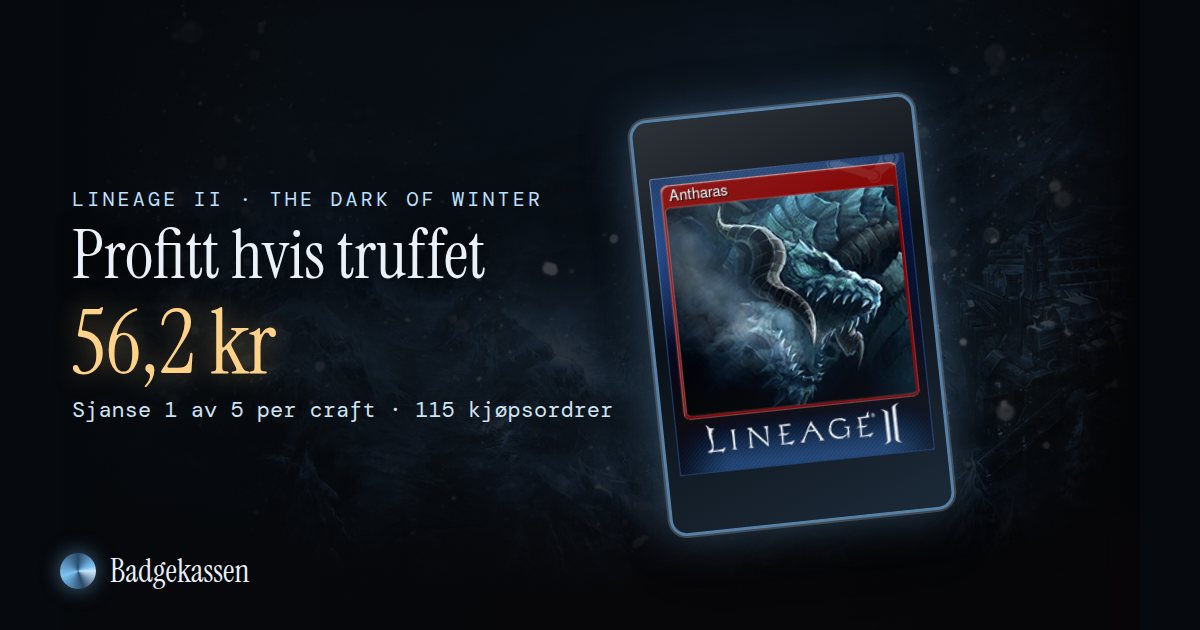 LINEAGE II · THE DARK OF WINTER
Profitt hvis truffet
56,2 kr
Sjanse 1 av 5 per craft · 115 kjøpsordrer
Antharas
LINEAGE II
Badgekassen